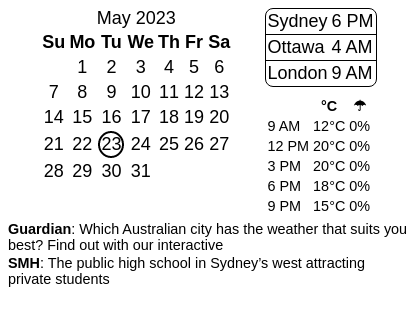 May 2023
Su Mo Tu We Th Fr Sa
1 2 3 4 5 6
7 8 9 10 11 12 13
14 15 16 17 18 19 20
21 22 23 24 25 26 27
28 29 30 31
Sydney 6 PM
Ottawa 4 AM
London 9 AM
°C ☂
9 AM 12°C 0%
12 PM 20°C 0%
3 PM 20°C 0%
6 PM 18°C 0%
9 PM 15°C 0%
Guardian: Which Australian city has the weather that suits you
best? Find out with our interactive
SMH: The public high school in Sydney’s west attracting
private students